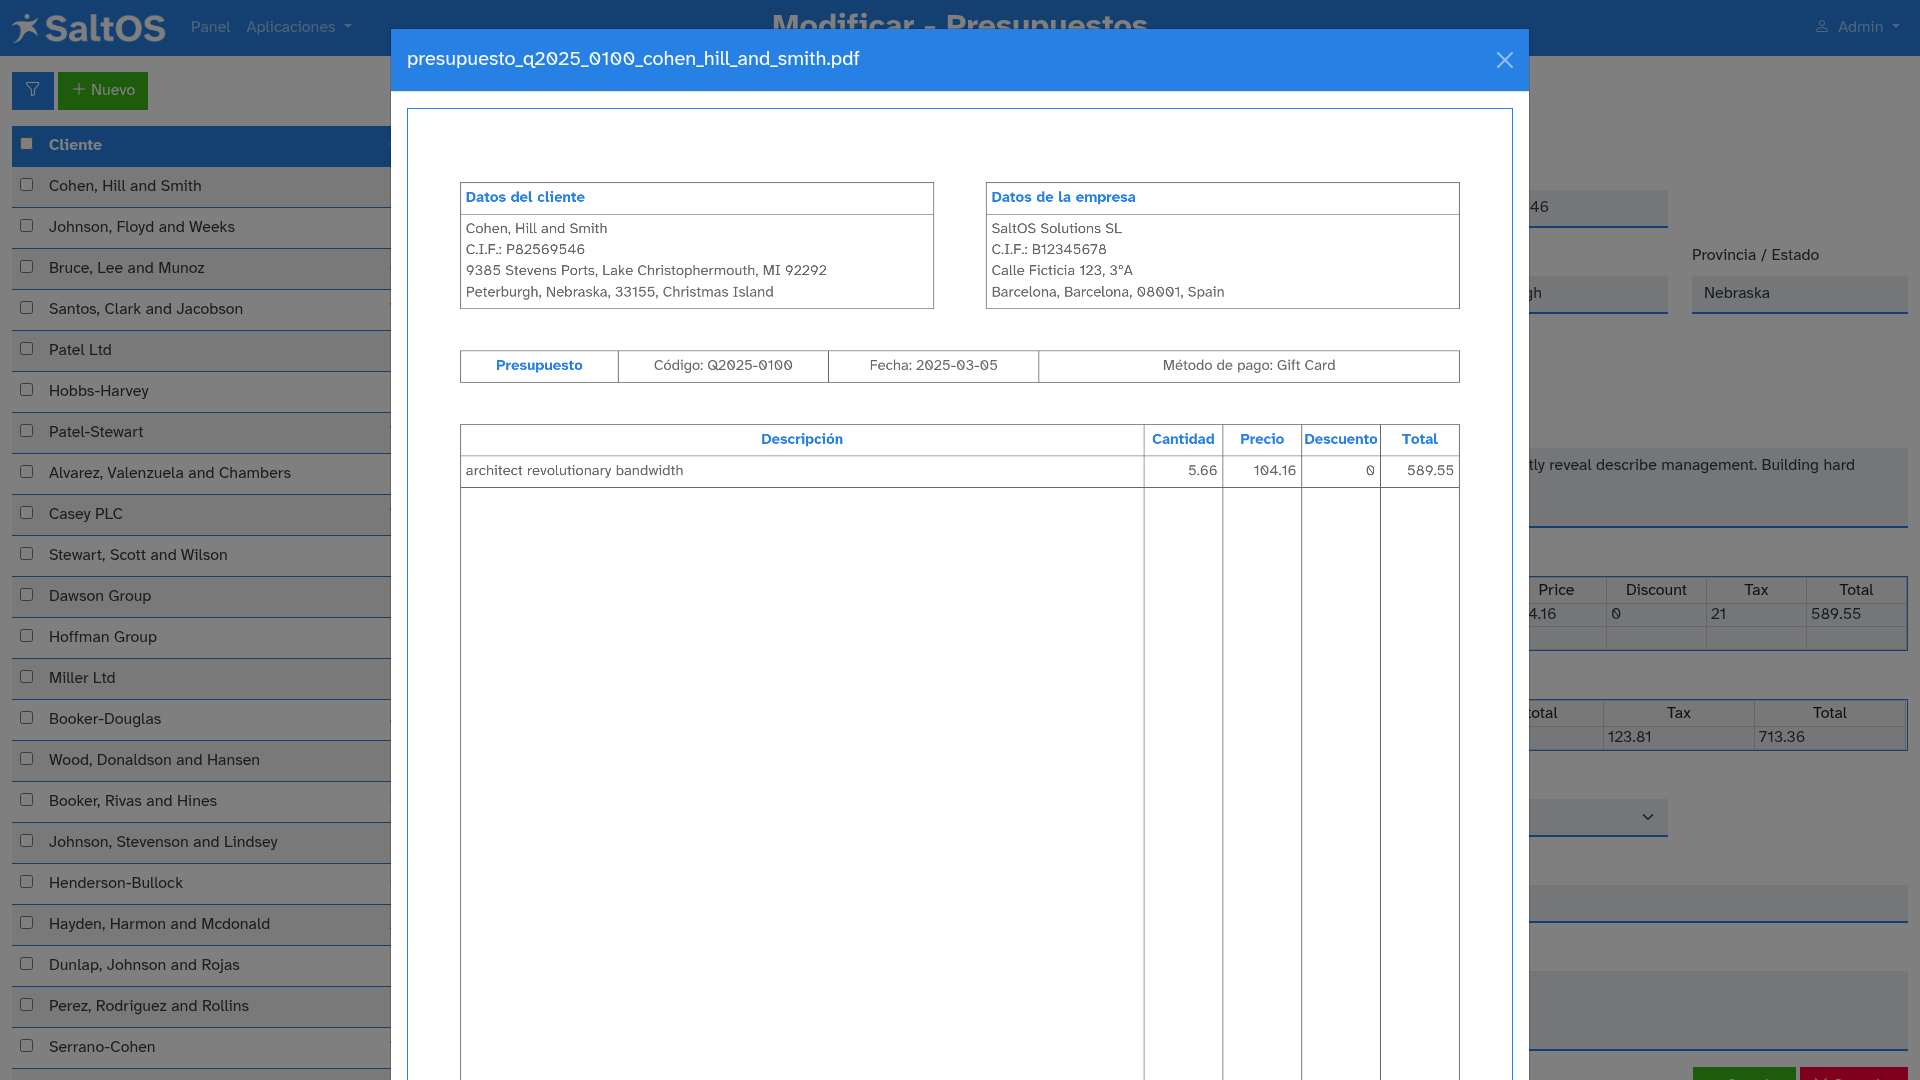 SaltOS
Panel
Aplicaciones
Modificar - Presupuestos
Admin
presupuesto_q2025_0100_cohen_hill_and_smith.pdf
Nuevo
Cliente
Cohen, Hill and Smith
Johnson, Floyd and Weeks
Bruce, Lee and Munoz
Santos, Clark and Jacobson
Patel Ltd
Hobbs-Harvey
Patel-Stewart
Alvarez, Valenzuela and Chambers
Casey PLC
Stewart, Scott and Wilson
Dawson Group
Hoffman Group
Miller Ltd
Booker-Douglas
Wood, Donaldson and Hansen
Booker, Rivas and Hines
Johnson, Stevenson and Lindsey
Henderson-Bullock
Hayden, Harmon and Mcdonald
Dunlap, Johnson and Rojas
Perez, Rodriguez and Rollins
Serrano-Cohen
Datos del cliente
Cohen, Hill and Smith
C.I.F.: P82569546
9385 Stevens Ports, Lake Christophermouth, MI 92292
Peterburgh, Nebraska, 33155, Christmas Island
Datos de la empresa
SaltOS Solutions SL
C.I.F.: B12345678
Calle Ficticia 123, 3°A
Barcelona, Barcelona, 08001, Spain
Presupuesto
Código: Q2025-0100
Fecha: 2025-03-05
Método de pago: Gift Card
Descripción Cantidad Precio Descuento Total
architect revolutionary bandwidth 5.66 104.16 0 589.55
46
Provincia / Estado
gh
Nebraska
tly reveal describe management. Building hard
Price Discount Tax Total
4.16 0 21 589.55
total Tax Total
123.81 713.36